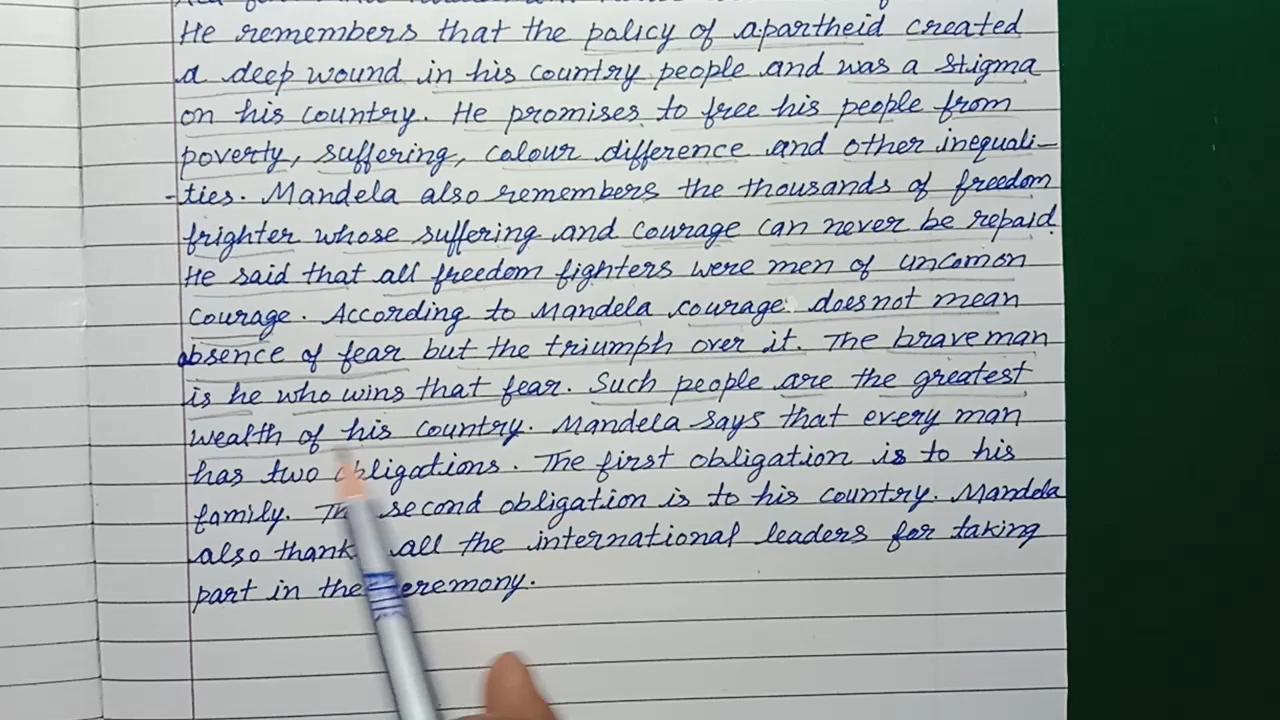 He remembers that the policy of apartheid created
a deep wound in his country people and was a stigma
on his country. He promises to free his people from
poverty, suffering, colour difference and other inequali-
-ties. Mandela also remembers the thousands of freedom
frighter whose suffering and courage can never be repaid.
He said that all freedom fighters were men of uncomon
courage. According to Mandela courage does not mean
absence of fear but the triumph over it. The brave man
is he who wins that fear. Such people are the greatest
wealth of his country. Mandela says that every man
has two obligations. The first obligation is to his
family. The second obligation is to his country. Mandela
also thank all the international leaders for taking
part in the ceremony.